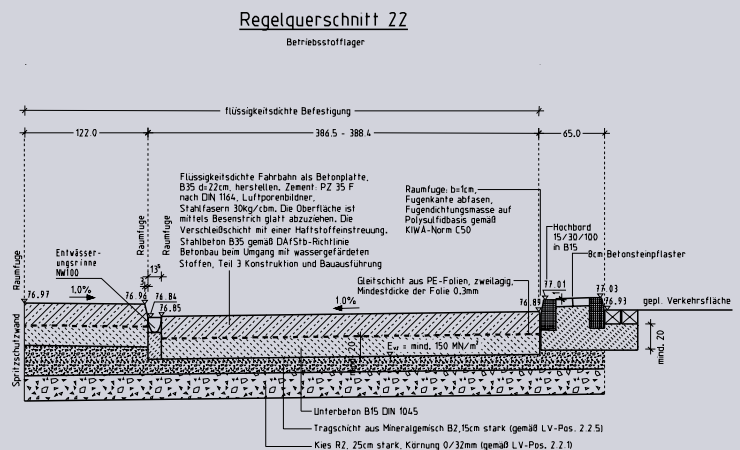 Regelquerschnitt 22
Betriebsstofflager
flüssigkeitsdichte Befestigung
122.0
386.5 - 388.4
65.0
Flüssigkeitsdichte Fahrbahn als Betonplatte,
B35 d=22cm, herstellen. Zement: PZ 35 F
nach DIN 1164, Luftporenbildner,
Stahlfasern 30kg/cbm. Die Oberfläche ist
mittels Besenstrich glatt abzuziehen. Die
Verschleißschicht mit einer Haftstoffeinstreuung.
Stahlbeton B35 gemäß DAfStb-Richtlinie
Betonbau beim Umgang mit wassergefärdeten
Stoffen, Teil 3 Konstruktion und Bauausführung
Raumfuge: b=1cm,
Fugenkante abfasen,
Fugendichtungsmasse auf
Polysulfidbasis gemäß
KIWA-Norm C50
Hochbord
15/30/100
in B15
8cm Betonsteinpflaster
Raumfuge
Raumfuge
Raumfuge
Entwässer-
ungsrinne
NW100
13⁵
Gleitschicht aus PE-Folien, zweilagig,
Mindestdicke der Folie 0.3mm
76.97
1,0%
76.96
76.84
76.85
1.0%
76.89
77.01
77.03
76.93
gepl. Verkehrsfläche
Spritzschutzwand
= mind. 150 MN/m²
mind. 20
Unterbeton B15 DIN 1045
Tragschicht aus Mineralgemisch B2,15cm stark (gemäß LV-Pos. 2.2.5)
Kies R2, 25cm stark, Körnung 0/32mm (gemäß LV-Pos. 2.2.1)